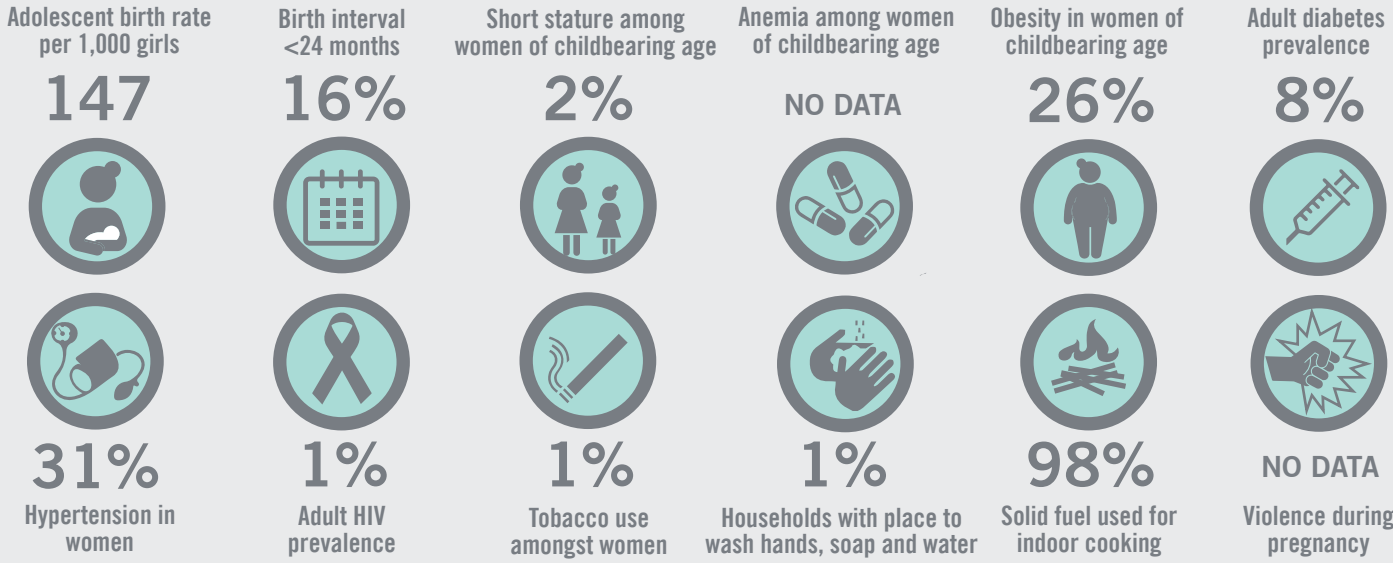 Adolescent birth rate
per 1,000 girls
147
Birth interval
<24 months
16%
Short stature among
women of childbearing age
2%
Anemia among women
of childbearing age
NO DATA
Obesity in women of
childbearing age
26%
Adult diabetes
prevalence
8%
31%
Hypertension in
women
1%
Adult HIV
prevalence
1%
Tobacco use
amongst women
1%
Households with place to
wash hands, soap and water
98%
Solid fuel used for
indoor cooking
NO DATA
Violence during
pregnancy